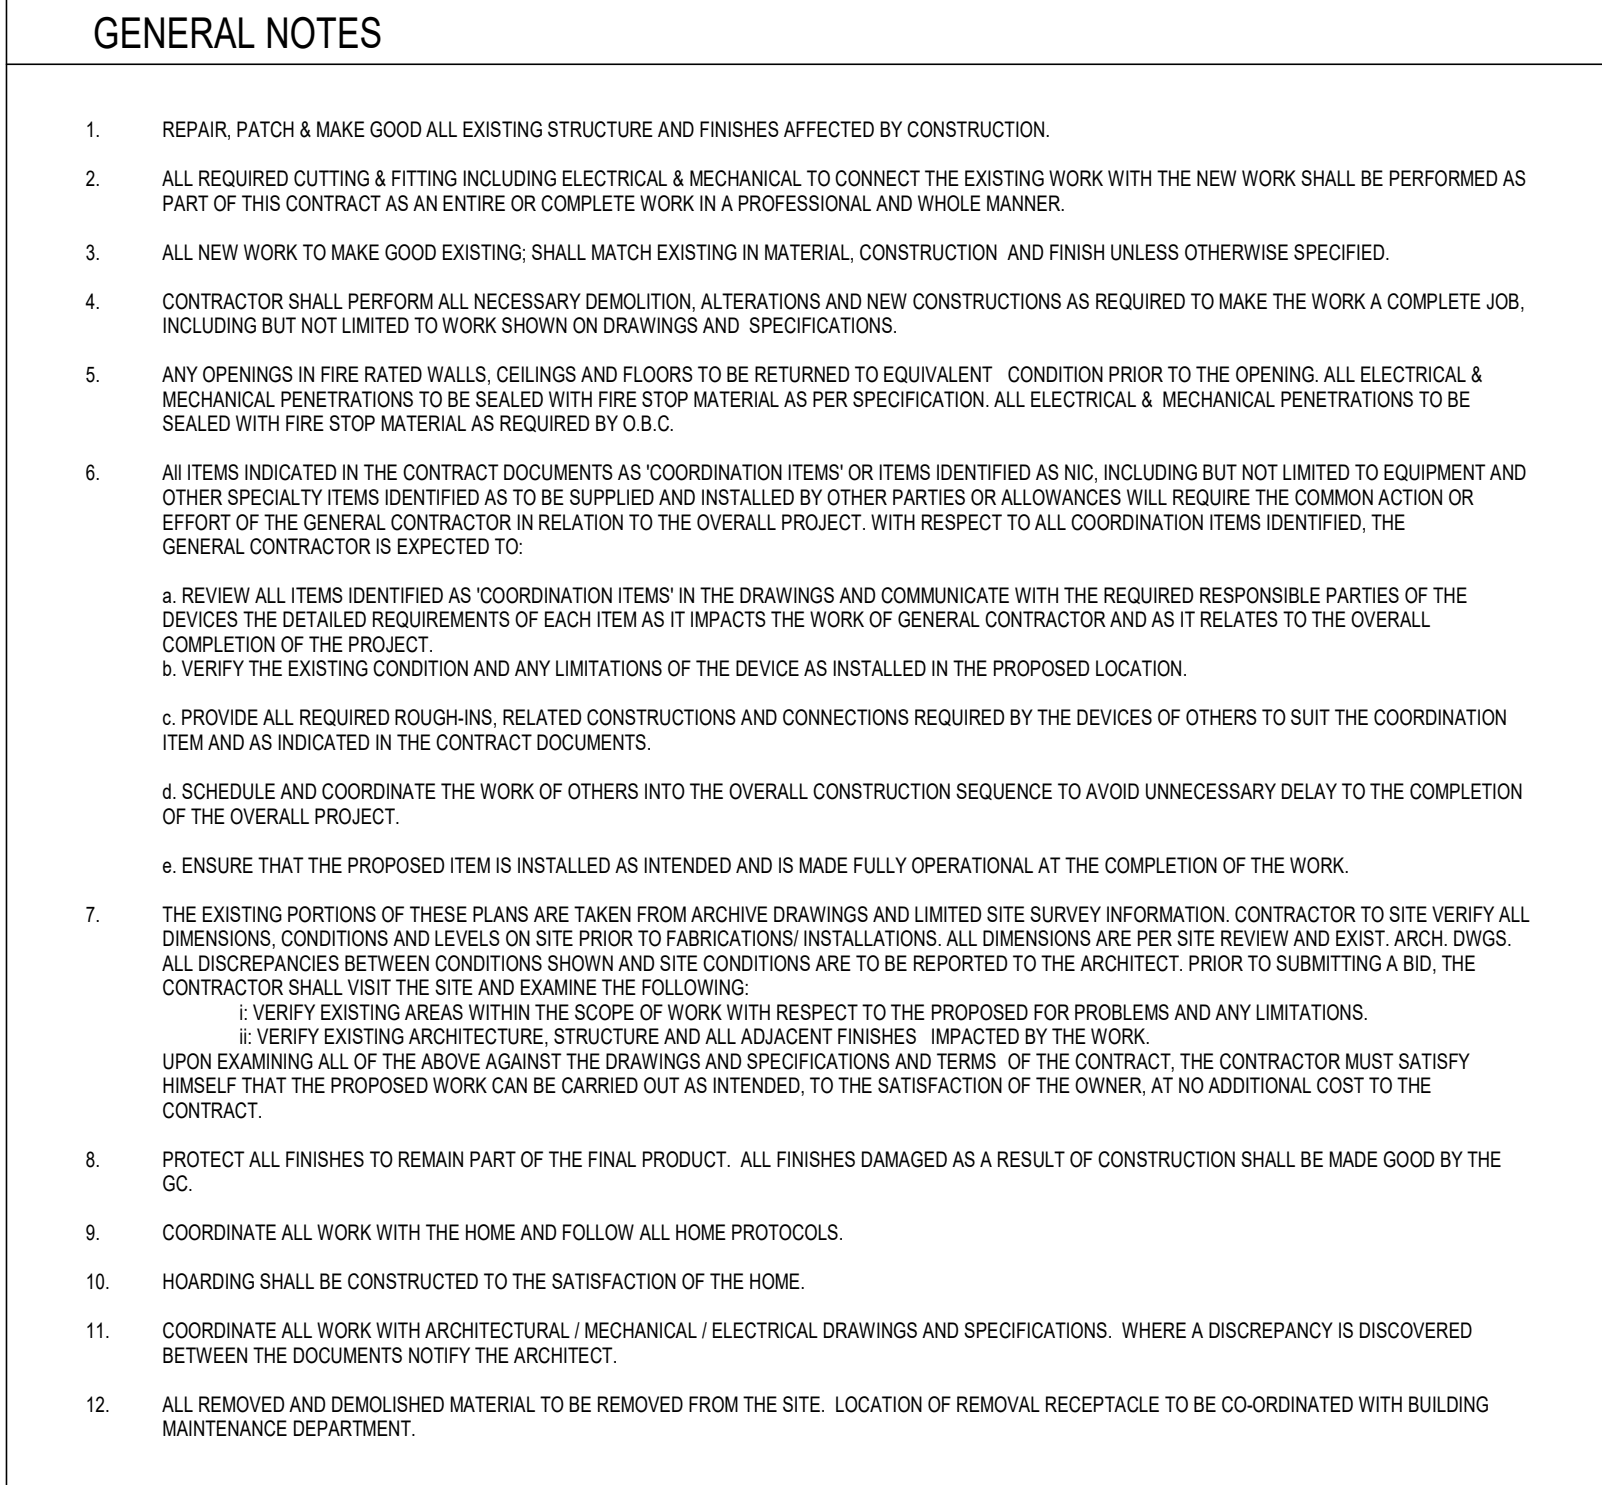 GENERAL NOTES
1. REPAIR, PATCH & MAKE GOOD ALL EXISTING STRUCTURE AND FINISHES AFFECTED BY CONSTRUCTION.
2. ALL REQUIRED CUTTING & FITTING INCLUDING ELECTRICAL & MECHANICAL TO CONNECT THE EXISTING WORK WITH THE NEW WORK SHALL BE PERFORMED AS
PART OF THIS CONTRACT AS AN ENTIRE OR COMPLETE WORK IN A PROFESSIONAL AND WHOLE MANNER.
3. ALL NEW WORK TO MAKE GOOD EXISTING; SHALL MATCH EXISTING IN MATERIAL, CONSTRUCTION AND FINISH UNLESS OTHERWISE SPECIFIED.
4. CONTRACTOR SHALL PERFORM ALL NECESSARY DEMOLITION, ALTERATIONS AND NEW CONSTRUCTIONS AS REQUIRED TO MAKE THE WORK A COMPLETE JOB,
INCLUDING BUT NOT LIMITED TO WORK SHOWN ON DRAWINGS AND SPECIFICATIONS.
5. ANY OPENINGS IN FIRE RATED WALLS, CEILINGS AND FLOORS TO BE RETURNED TO EQUIVALENT CONDITION PRIOR TO THE OPENING. ALL ELECTRICAL &
MECHANICAL PENETRATIONS TO BE SEALED WITH FIRE STOP MATERIAL AS PER SPECIFICATION. ALL ELECTRICAL & MECHANICAL PENETRATIONS TO BE
SEALED WITH FIRE STOP MATERIAL AS REQUIRED BY O.B.C.
6. All ITEMS INDICATED IN THE CONTRACT DOCUMENTS AS 'COORDINATION ITEMS' OR ITEMS IDENTIFIED AS NIC, INCLUDING BUT NOT LIMITED TO EQUIPMENT AND
OTHER SPECIALTY ITEMS IDENTIFIED AS TO BE SUPPLIED AND INSTALLED BY OTHER PARTIES OR ALLOWANCES WILL REQUIRE THE COMMON ACTION OR
EFFORT OF THE GENERAL CONTRACTOR IN RELATION TO THE OVERALL PROJECT. WITH RESPECT TO ALL COORDINATION ITEMS IDENTIFIED, THE
GENERAL CONTRACTOR IS EXPECTED TO:
a. REVIEW ALL ITEMS IDENTIFIED AS 'COORDINATION ITEMS' IN THE DRAWINGS AND COMMUNICATE WITH THE REQUIRED RESPONSIBLE PARTIES OF THE
DEVICES THE DETAILED REQUIREMENTS OF EACH ITEM AS IT IMPACTS THE WORK OF GENERAL CONTRACTOR AND AS IT RELATES TO THE OVERALL
COMPLETION OF THE PROJECT.
b. VERIFY THE EXISTING CONDITION AND ANY LIMITATIONS OF THE DEVICE AS INSTALLED IN THE PROPOSED LOCATION.
c. PROVIDE ALL REQUIRED ROUGH-INS, RELATED CONSTRUCTIONS AND CONNECTIONS REQUIRED BY THE DEVICES OF OTHERS TO SUIT THE COORDINATION
ITEM AND AS INDICATED IN THE CONTRACT DOCUMENTS.
d. SCHEDULE AND COORDINATE THE WORK OF OTHERS INTO THE OVERALL CONSTRUCTION SEQUENCE TO AVOID UNNECESSARY DELAY TO THE COMPLETION
OF THE OVERALL PROJECT.
e. ENSURE THAT THE PROPOSED ITEM IS INSTALLED AS INTENDED AND IS MADE FULLY OPERATIONAL AT THE COMPLETION OF THE WORK.
7. THE EXISTING PORTIONS OF THESE PLANS ARE TAKEN FROM ARCHIVE DRAWINGS AND LIMITED SITE SURVEY INFORMATION. CONTRACTOR TO SITE VERIFY ALL
DIMENSIONS, CONDITIONS AND LEVELS ON SITE PRIOR TO FABRICATIONS/ INSTALLATIONS. ALL DIMENSIONS ARE PER SITE REVIEW AND EXIST. ARCH. DWGS.
ALL DISCREPANCIES BETWEEN CONDITIONS SHOWN AND SITE CONDITIONS ARE TO BE REPORTED TO THE ARCHITECT. PRIOR TO SUBMITTING A BID, THE
CONTRACTOR SHALL VISIT THE SITE AND EXAMINE THE FOLLOWING:
i: VERIFY EXISTING AREAS WITHIN THE SCOPE OF WORK WITH RESPECT TO THE PROPOSED FOR PROBLEMS AND ANY LIMITATIONS.
ii: VERIFY EXISTING ARCHITECTURE, STRUCTURE AND ALL ADJACENT FINISHES IMPACTED BY THE WORK.
UPON EXAMINING ALL OF THE ABOVE AGAINST THE DRAWINGS AND SPECIFICATIONS AND TERMS OF THE CONTRACT, THE CONTRACTOR MUST SATISFY
HIMSELF THAT THE PROPOSED WORK CAN BE CARRIED OUT AS INTENDED, TO THE SATISFACTION OF THE OWNER, AT NO ADDITIONAL COST TO THE
CONTRACT.
8. PROTECT ALL FINISHES TO REMAIN PART OF THE FINAL PRODUCT. ALL FINISHES DAMAGED AS A RESULT OF CONSTRUCTION SHALL BE MADE GOOD BY THE
GC.
9. COORDINATE ALL WORK WITH THE HOME AND FOLLOW ALL HOME PROTOCOLS.
10. HOARDING SHALL BE CONSTRUCTED TO THE SATISFACTION OF THE HOME.
11. COORDINATE ALL WORK WITH ARCHITECTURAL / MECHANICAL / ELECTRICAL DRAWINGS AND SPECIFICATIONS. WHERE A DISCREPANCY IS DISCOVERED
BETWEEN THE DOCUMENTS NOTIFY THE ARCHITECT.
12. ALL REMOVED AND DEMOLISHED MATERIAL TO BE REMOVED FROM THE SITE. LOCATION OF REMOVAL RECEPTACLE TO BE CO-ORDINATED WITH BUILDING
MAINTENANCE DEPARTMENT.